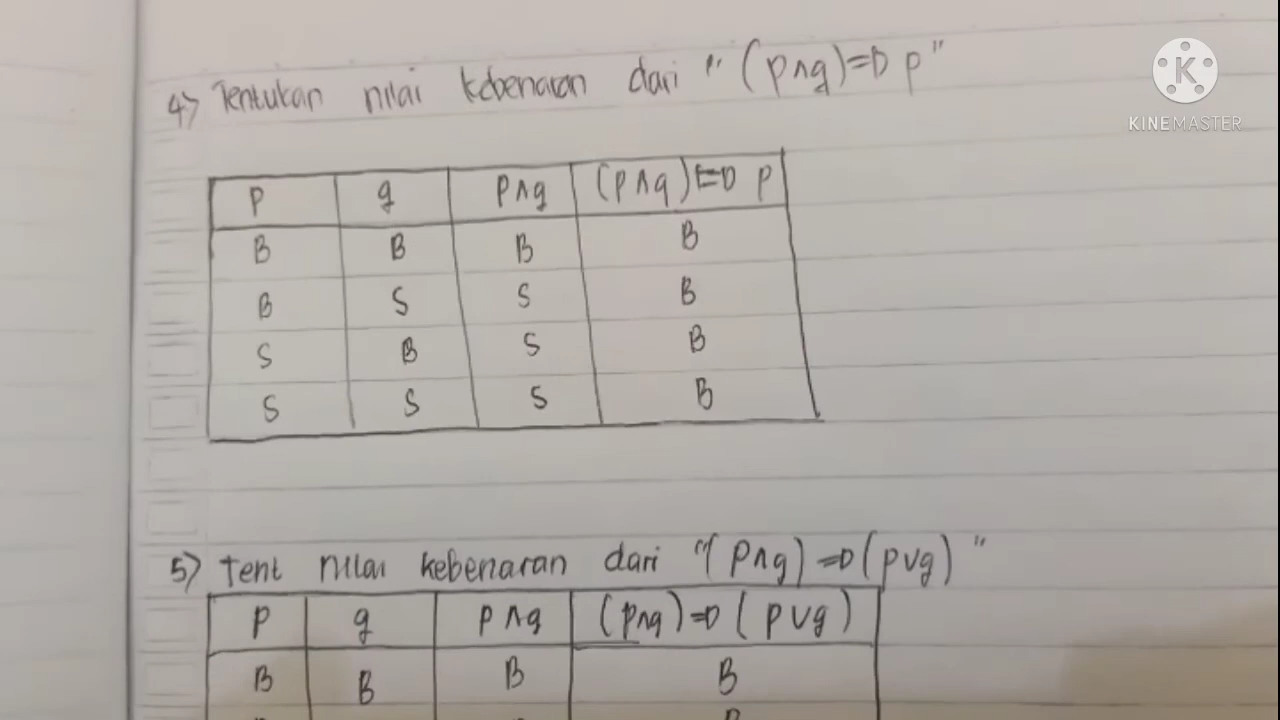 4) Tentukan nilai kebenaran dari "(p∧q)=D p"
K
KINEMASTER
P q P∧q (p∧q)=D P
B B B B
B S S B
S B S B
S S S B
5) Tent nilai kebenaran dari "(p∧q)=D(p∨q)"
P q P∧q (p∧q)=D(p∨q)
B B B B